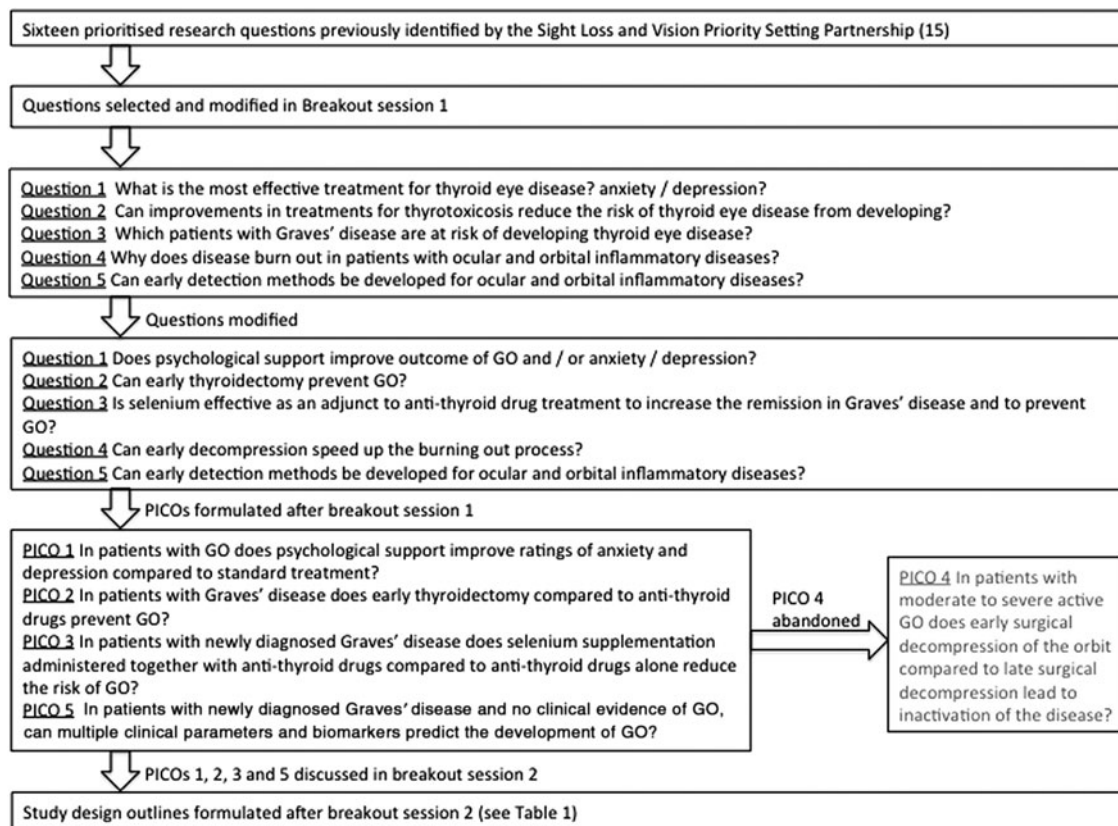 Sixteen prioritised research questions previously identified by the Sight Loss and Vision Priority Setting Partnership (15)
Questions selected and modified in Breakout session 1
Question 1 What is the most effective treatment for thyroid eye disease? anxiety / depression?
Question 2 Can improvements in treatments for thyrotoxicosis reduce the risk of thyroid eye disease from developing?
Question 3 Which patients with Graves' disease are at risk of developing thyroid eye disease?
Question 4 Why does disease burn out in patients with ocular and orbital inflammatory diseases?
Question 5 Can early detection methods be developed for ocular and orbital inflammatory diseases?
Questions modified
Question 1 Does psychological support improve outcome of GO and / or anxiety / depression?
Question 2 Can early thyroidectomy prevent GO?
Question 3 Is selenium effective as an adjunct to anti-thyroid drug treatment to increase the remission in Graves' disease and to prevent
GO?
Question 4 Can early decompression speed up the burning out process?
Question 5 Can early detection methods be developed for ocular and orbital inflammatory diseases?
PICOs formulated after breakout session 1
PICO 1 In patients with GO does psychological support improve ratings of anxiety and
depression compared to standard treatment?
PICO 2 In patients with Graves' disease does early thyroidectomy compared to anti-thyroid
drugs prevent GO?
PICO 3 In patients with newly diagnosed Graves' disease does selenium supplementation
administered together with anti-thyroid drugs compared to anti-thyroid drugs alone reduce
the risk of GO?
PICO 5 In patients with newly diagnosed Graves' disease and no clinical evidence of GO,
can multiple clinical parameters and biomarkers predict the development of GO?
PICO 4
abandoned
PICO 4 In patients with
moderate to severe active
GO does early surgical
decompression of the orbit
compared to late surgical
decompression lead to
inactivation of the disease?
PICOs 1, 2, 3 and 5 discussed in breakout session 2
Study design outlines formulated after breakout session 2 (see Table 1)